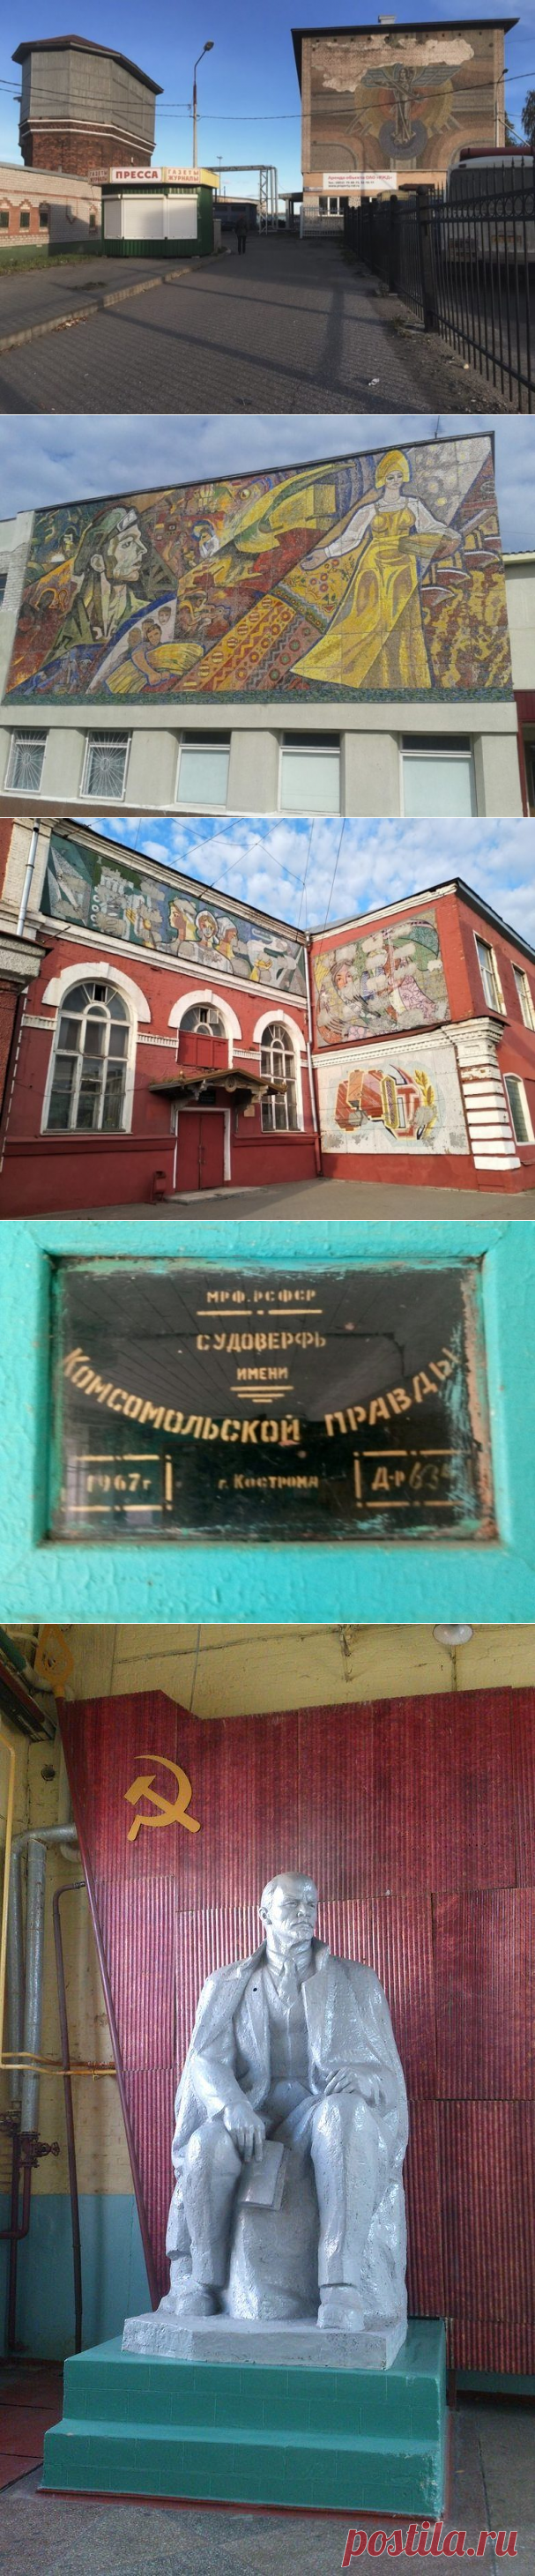 ПРЕССА
ГАЗЕТЫ
ЖУРНАЛЫ
МРФ. РСФСР
СУДОВЕРФЬ
ИМЕНИ
КОМСОМОЛЬСКОЙ ПРАВДЫ
1967г г. Кострома Д-р
postila.ru